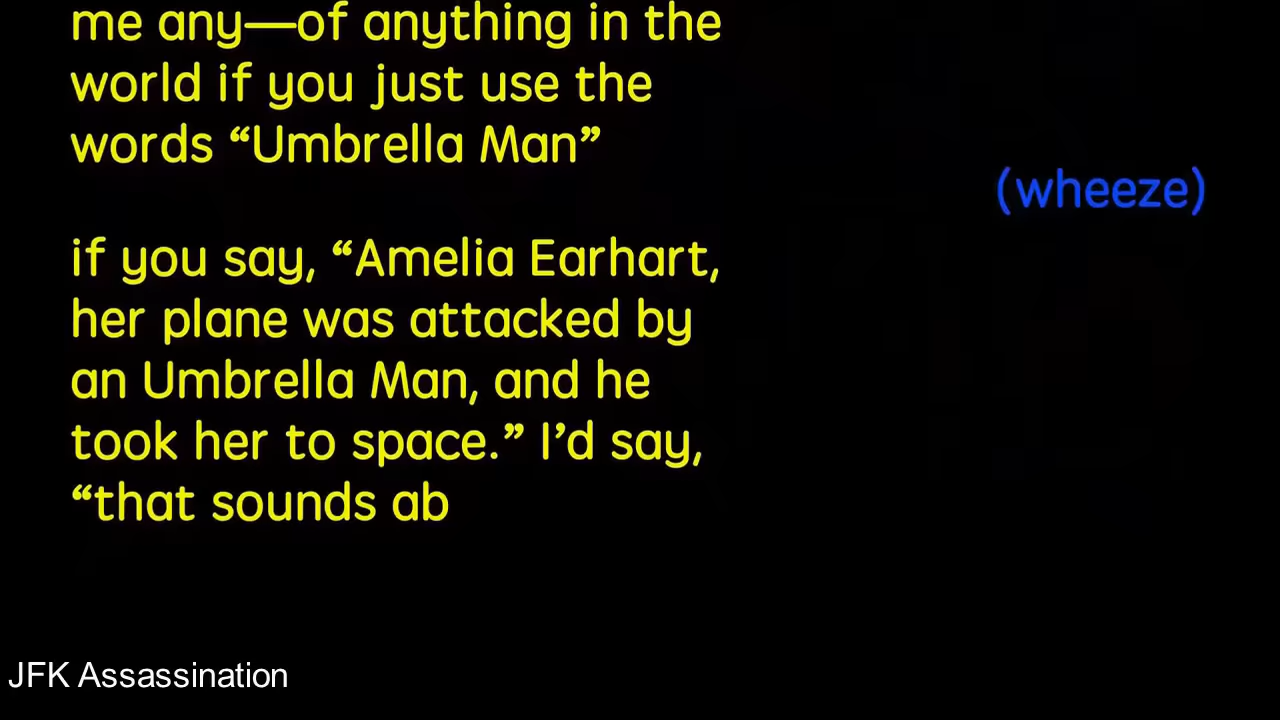 me any—of anything in the
world if you just use the
words “Umbrella Man”
(wheeze)
if you say, “Amelia Earhart,
her plane was attacked by
an Umbrella Man, and he
took her to space.” I’d say,
“that sounds ab
JFK Assassination